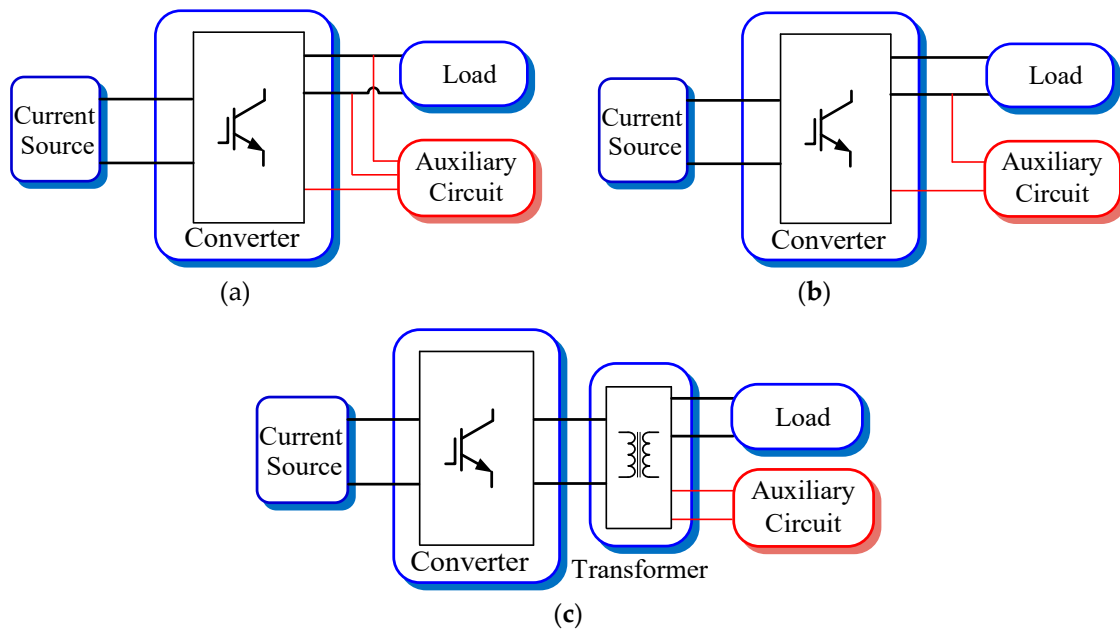 Current
Source
Converter
Load
Auxiliary
Circuit
(a)
Current
Source
Converter
Load
Auxiliary
Circuit
(b)
Current
Source
Converter
Transformer
Load
Auxiliary
Circuit
(c)